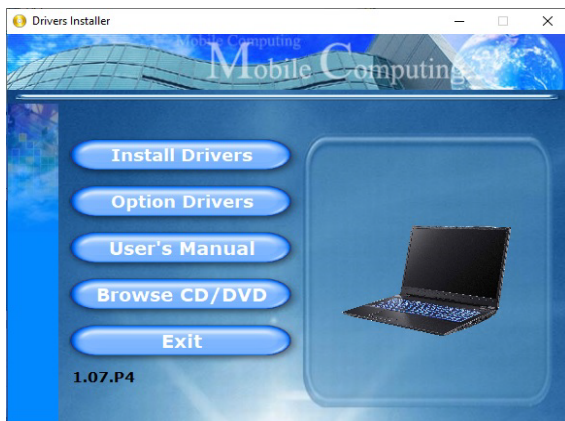 Drivers Installer
Mobile Computing
Mobile Computing
Install Drivers
Option Drivers
User's Manual
Browse CD/DVD
Exit
1.07.P4